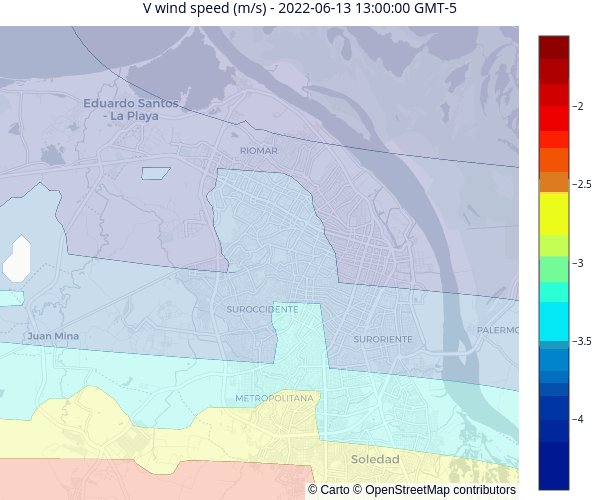 V wind speed (m/s) - 2022-06-13 13:00:00 GMT-5
Eduardo Santos
- La Playa
RIOMAR
SUROCCIDENTE
Juan Mina
SURORIENTE
PALERMO
METROPOLITANA
Soledad
© Carto © OpenStreetMap contributors
−2
−2.5
−3
−3.5
−4